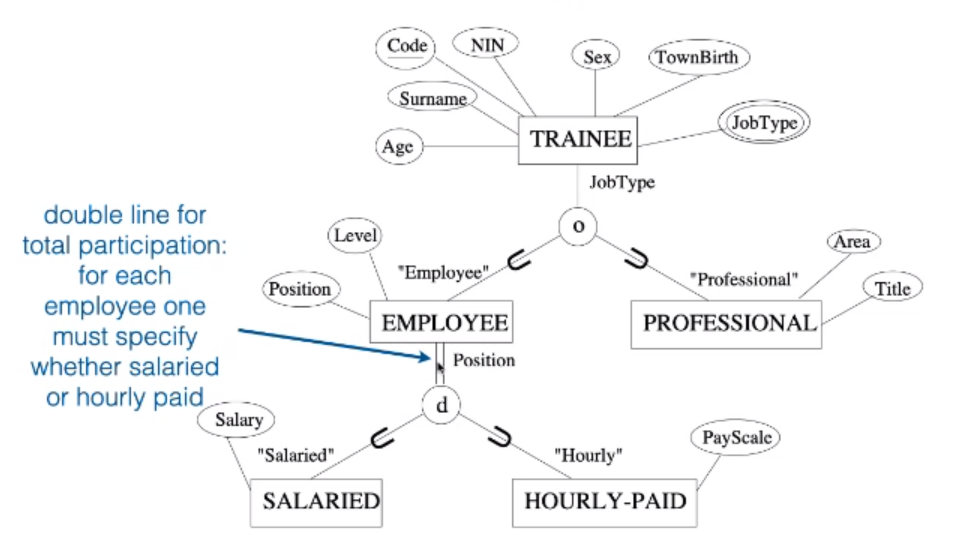 Code
NIN
Sex
TownBirth
Surname
JobType
Age
TRAINEE
JobType
double line for
total participation:
for each
employee one
must specify
whether salaried
or hourly paid
o
Level
"Employee"
"Professional"
Area
Position
Title
EMPLOYEE
PROFESSIONAL
Position
d
Salary
"Salaried"
"Hourly"
PayScale
SALARIED
HOURLY-PAID